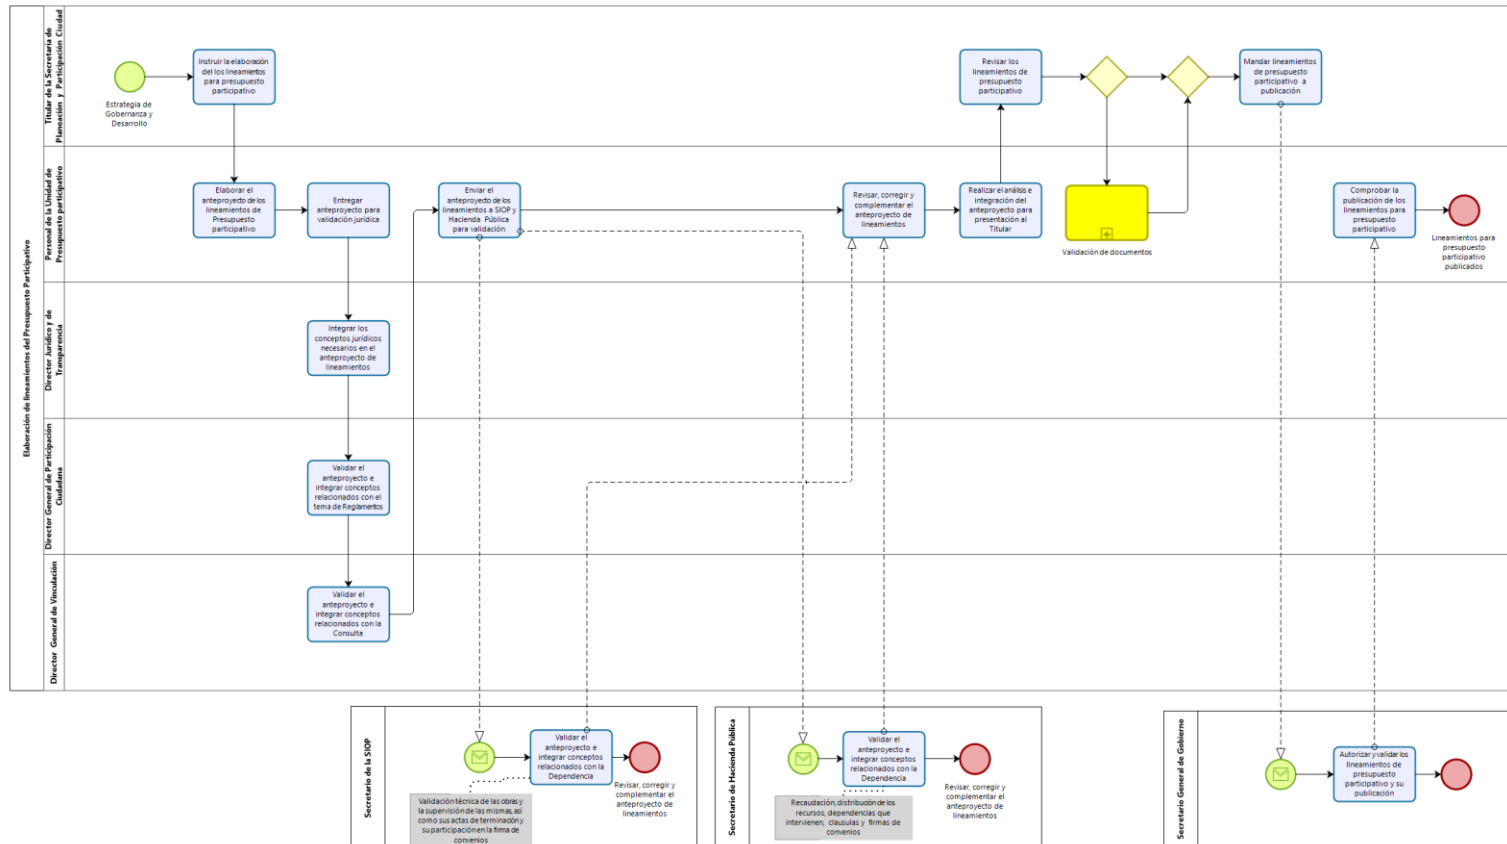 Elaboración de lineamientos del Presupuesto Participativo
Titular de la Secretaría de
Planeación y Participación Ciudad
Estrategia de
Gobernanza y
Desarrollo
Instruir la elaboración
del los lineamientos
para presupuesto
participativo
Revisar los
lineamientos de
presupuesto
participativo
Mandar lineamientos
de presupuesto
participativo a
publicación
Personal de la Unidad de
Presupuesto participativo
Elaborar el
anteproyecto de los
lineamientos de
Presupuesto
participativo
Entregar
anteproyecto para
validación jurídica
Enviar el
anteproyecto de los
lineamientos a SIOP y
Hacienda Pública
para validación
Revisar, corregir y
complementar el
anteproyecto de
lineamientos
Realizar el análisis e
integración del
anteproyecto para
presentación al
Titular
Validación de documentos
Comprobar la
publicación de los
lineamientos para
presupuesto
participativo
Lineamientos para
presupuesto
participativo
publicados
Director Jurídico y de
Transparencia
Integrar los
conceptos jurídicos
necesarios en el
anteproyecto de
lineamientos
Director General de Participación
Ciudadana
Validar el
anteproyecto e
integrar conceptos
relacionados con el
tema de Reglamentos
Director General de Vinculación
Validar el
anteproyecto e
integrar conceptos
relacionados con la
Consulta
Secretario de la SIOP
Validar el
anteproyecto e
integrar conceptos
relacionados con la
Dependencia
Revisar, corregir y
complementar el
anteproyecto de
lineamientos
Validación técnica de las obras y
la supervisión de las mismas, así
como sus actas de terminación y
su participación en la firma de
convenios
Secretario de Hacienda Pública
Validar el
anteproyecto e
integrar conceptos
relacionados con la
Dependencia
Revisar, corregir y
complementar el
anteproyecto de
lineamientos
Recaudación, distribución de los
recursos, dependencias que
intervienen, clausulas y firmas de
convenios
Secretario General de Gobierno
Autorizar y validar los
lineamientos de
presupuesto
participativo y su
publicación